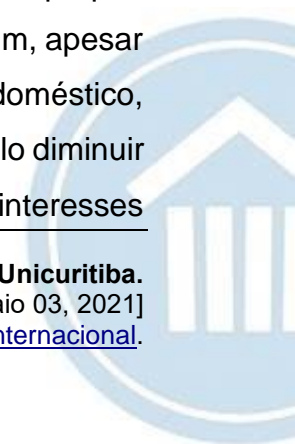 m, apesar
doméstico,
lo diminuir
interesses
Unicuritiba.
aio 03, 2021]
nternacional.